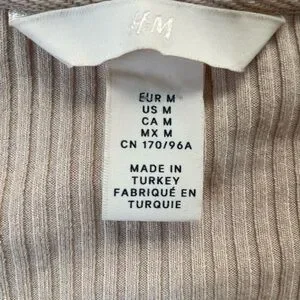 H&M
EUR M
US M
CA M
MX M
CN 170/96A
MADE IN
TURKEY
FABRIQUÉ EN
TURQUIE